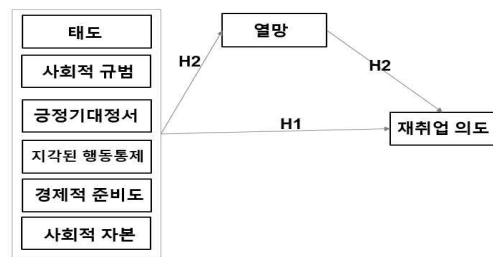 태도
사회적 규범
긍정기대정서
지각된 행동통제
경제적 준비도
사회적 자본
열망
H2
H2
H1
재취업 의도